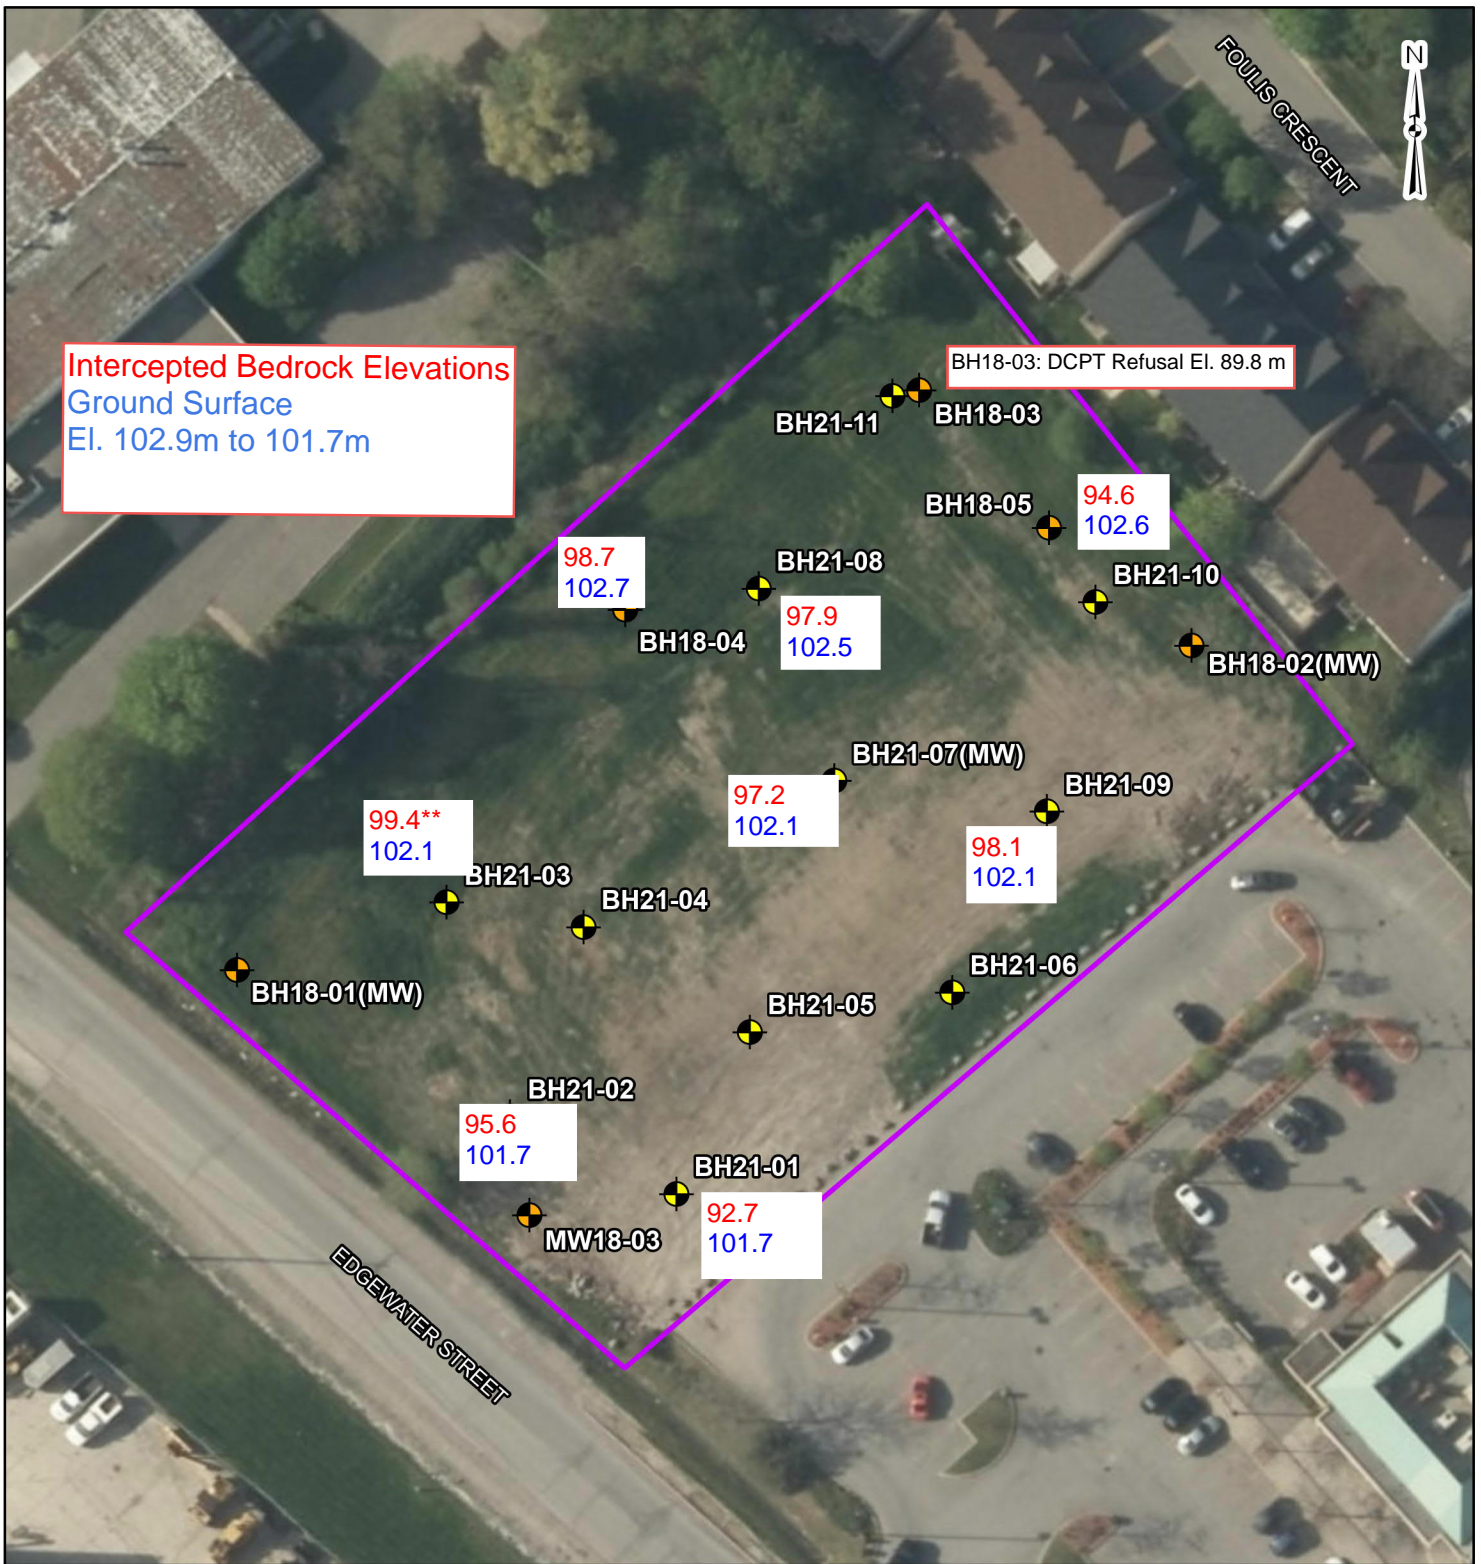 FOULIS CRESCENT
N
Intercepted Bedrock Elevations
Ground Surface
El. 102.9m to 101.7m
BH18-03: DCPT Refusal El. 89.8 m
BH21-11
BH18-03
BH18-05
94.6
102.6
98.7
102.7
BH21-08
BH21-10
97.9
102.5
BH18-04
BH18-02(MW)
BH21-07(MW)
97.2
102.1
BH21-09
99.4**
102.1
98.1
102.1
BH21-03
BH21-04
BH21-06
BH18-01(MW)
BH21-05
BH21-02
95.6
101.7
BH21-01
92.7
101.7
MW18-03
EDGEWATER STREET